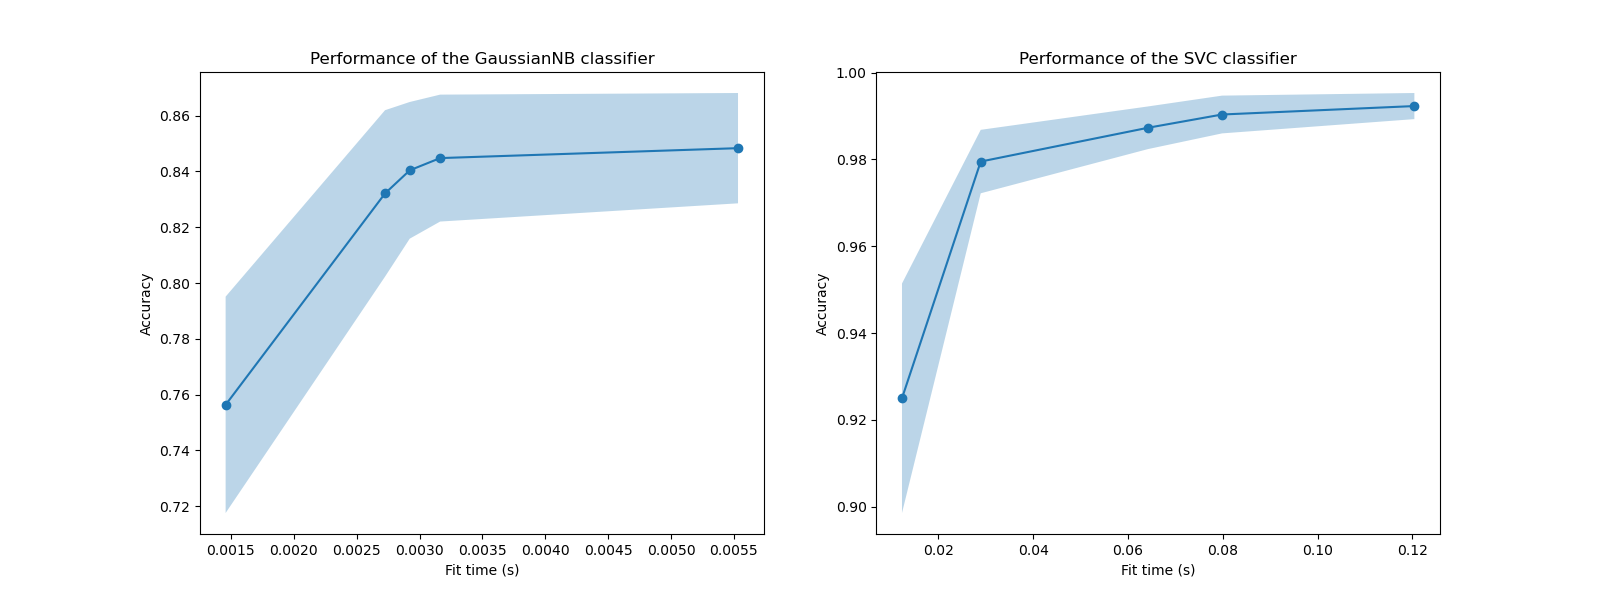 Performance of the GaussianNB classifier
0.86
0.84
0.82
0.80
0.78
0.76
0.74
0.72
Accuracy
0.0015 0.0020 0.0025 0.0030 0.0035 0.0040 0.0045 0.0050 0.0055
Fit time (s)
Performance of the SVC classifier
1.00
0.98
0.96
0.94
0.92
0.90
Accuracy
0.02 0.04 0.06 0.08 0.10 0.12
Fit time (s)